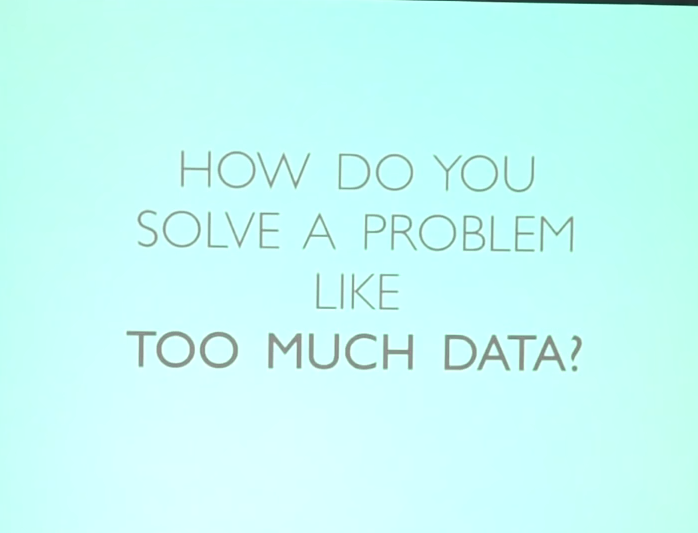 HOW DO YOU
SOLVE A PROBLEM
LIKE
TOO MUCH DATA?